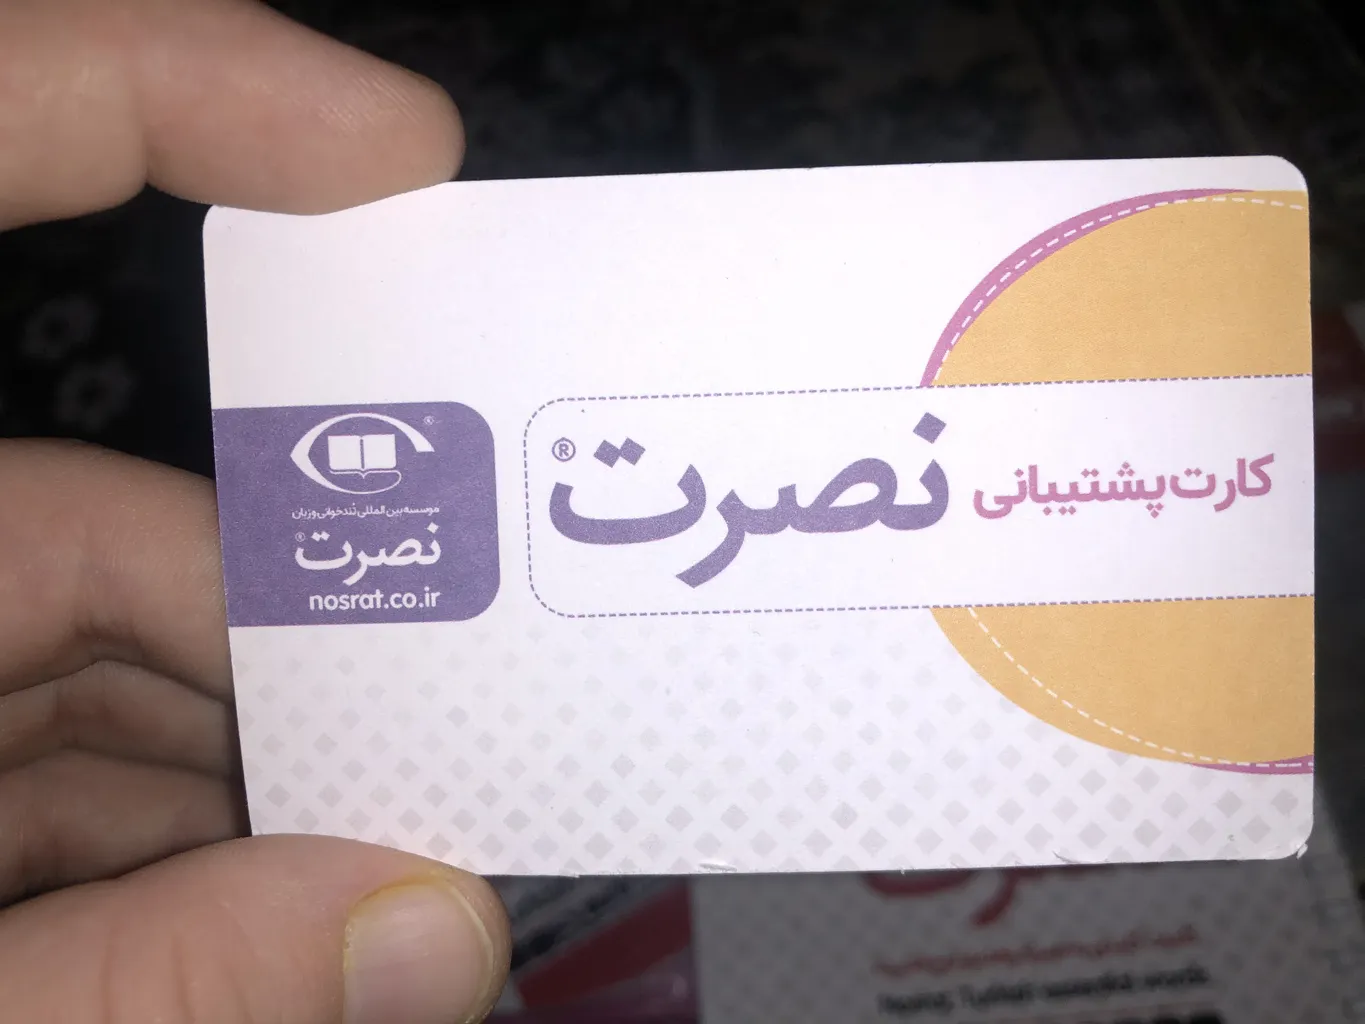 کارت پشتیبانی نصرت®
®
موسسه بین المللی تندخوانی و زبان
نصرت®
nosrat.co.ir